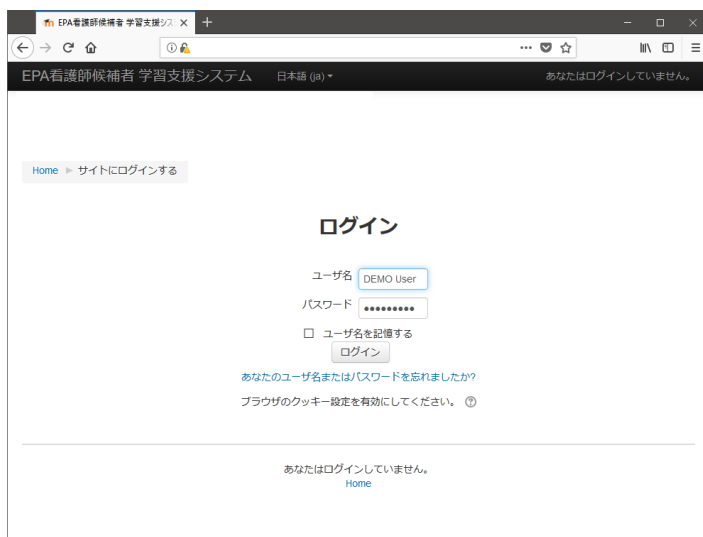 EPA看護師候補者 学習支援シス
EPA看護師候補者 学習支援システム 日本語 (ja) あなたはログインしていません。
Home ► サイトにログインする
ログイン
ユーザ名 DEMO User
パスワード ●●●●●●●●●
ユーザ名を記憶する
ログイン
あなたのユーザ名またはパスワードを忘れましたか?
ブラウザのクッキー設定を有効にしてください。 ?
あなたはログインしていません。
Home